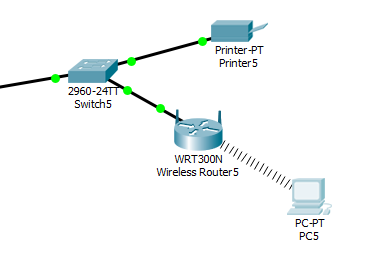 Printer-PT
Printer5
2960-24TT
Switch5
WRT300N
Wireless Router5
PC-PT
PC5